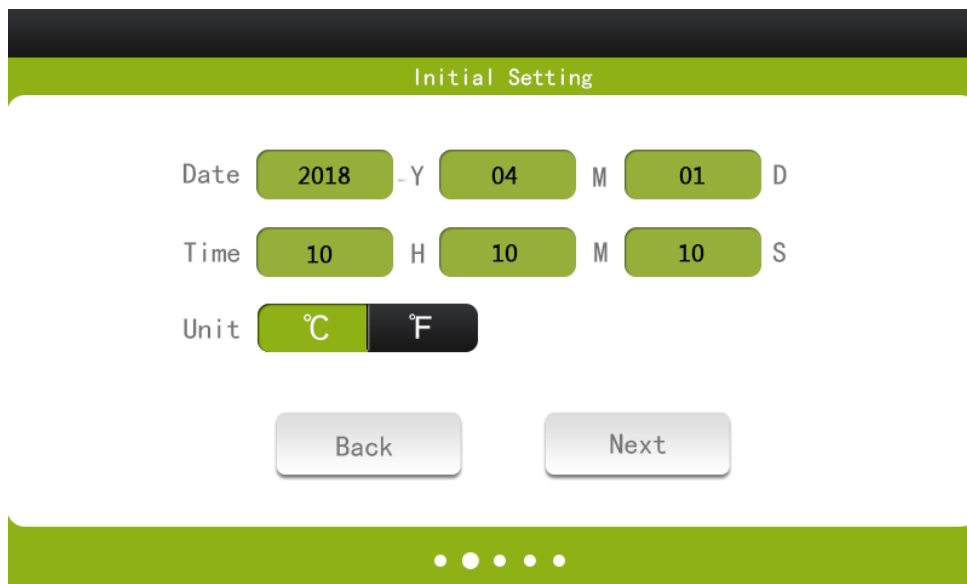 Initial Setting
Date 2018 -Y 04 M 01 D
Time 10 H 10 M 10 S
Unit ℃ ℉
Back Next